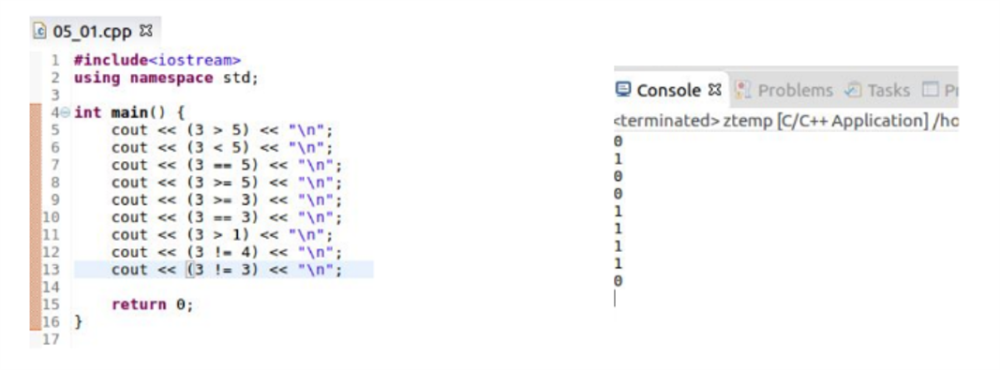 05_01.cpp
1 #include<iostream>
2 using namespace std;
3
4 int main() {
5 cout << (3 > 5) << "\n";
6 cout << (3 < 5) << "\n";
7 cout << (3 == 5) << "\n";
8 cout << (3 >= 5) << "\n";
9 cout << (3 >= 3) << "\n";
10 cout << (3 == 3) << "\n";
11 cout << (3 > 1) << "\n";
12 cout << (3 != 4) << "\n";
13 cout << (3 != 3) << "\n";
14
15 return 0;
16 }
17
Console Problems Tasks P
<terminated> ztemp [C/C++ Application] /ho
0
1
0
0
1
1
1
1
0